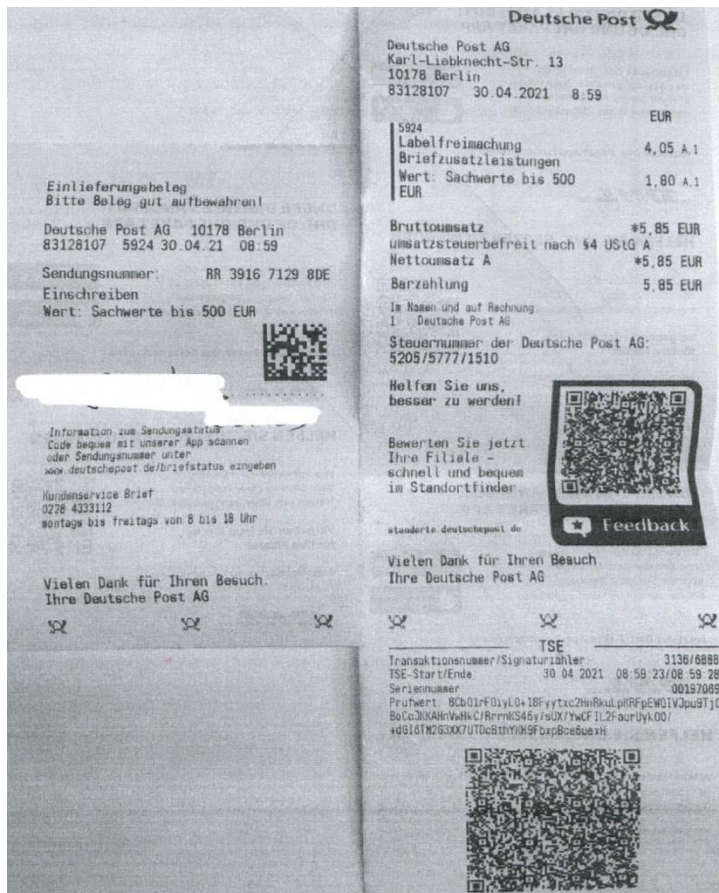 Einlieferungsbeleg
Bitte Beleg gut aufbewahren!
Deutsche Post AG 10178 Berlin
83128107 5924 30.04.21 08:59
Sendungsnummer: RR 3916 7129 8DE
Einschreiben
Wert: Sachwerte bis 500 EUR
Information zum Sendungsstatus
Code bequem mit unserer App scannen
oder Sendungsnummer unter
www.deutschepost.de/briefstatus eingeben
Kundenservice Brief
0228 4333112
montags bis freitags von 8 bis 18 Uhr
Vielen Dank für Ihren Besuch.
Ihre Deutsche Post AG
Deutsche Post
Deutsche Post AG
Karl-Liebknecht-Str. 13
10178 Berlin
83128107 30.04.2021 8:59
EUR
5924
Labelfreimachung 4,05 A.1
Briefzusatzleistungen
Wert: Sachwerte bis 500 1,80 A.1
EUR
Bruttoumsatz *5,85 EUR
umsatzsteuerbefreit nach §4 UStG A
Nettoumsatz A *5,85 EUR
Barzahlung 5,85 EUR
Im Namen und auf Rechnung
1 Deutsche Post AG
Steuernummer der Deutsche Post AG:
5205/5777/1510
Helfen Sie uns,
besser zu werden!
Bewerten Sie jetzt
Ihre Filiale -
schnell und bequem
im Standortfinder
standorte.deutschepost.de
Feedback
Vielen Dank für Ihren Besuch.
Ihre Deutsche Post AG
TSE
Transaktionsnummer/Signaturzähler: 3136/6888
TSE-Start/Ende 30.04.2021 08:59:23/08:59:28
Seriennummer 00197069
Prüfwert: